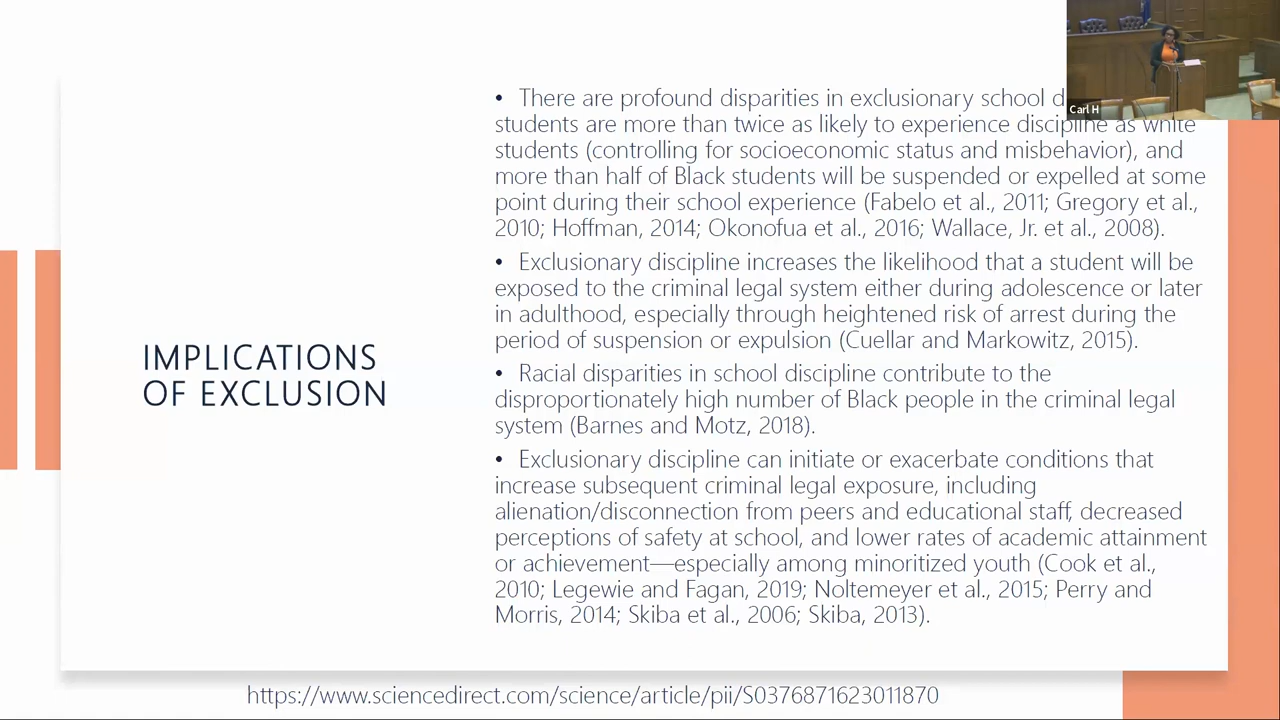 Carl H
IMPLICATIONS
OF EXCLUSION
• There are profound disparities in exclusionary school
students are more than twice as likely to experience discipline as white
students (controlling for socioeconomic status and misbehavior), and
more than half of Black students will be suspended or expelled at some
point during their school experience (Fabelo et al., 2011; Gregory et al.,
2010; Hoffman, 2014; Okonofua et al., 2016; Wallace, Jr. et al., 2008).
• Exclusionary discipline increases the likelihood that a student will be
exposed to the criminal legal system either during adolescence or later
in adulthood, especially through heightened risk of arrest during the
period of suspension or expulsion (Cuellar and Markowitz, 2015).
• Racial disparities in school discipline contribute to the
disproportionately high number of Black people in the criminal legal
system (Barnes and Motz, 2018).
• Exclusionary discipline can initiate or exacerbate conditions that
increase subsequent criminal legal exposure, including
alienation/disconnection from peers and educational staff, decreased
perceptions of safety at school, and lower rates of academic attainment
or achievement—especially among minoritized youth (Cook et al.,
2010; Legewie and Fagan, 2019; Noltemeyer et al., 2015; Perry and
Morris, 2014; Skiba et al., 2006; Skiba, 2013).
https://www.sciencedirect.com/science/article/pii/S0376871623011870